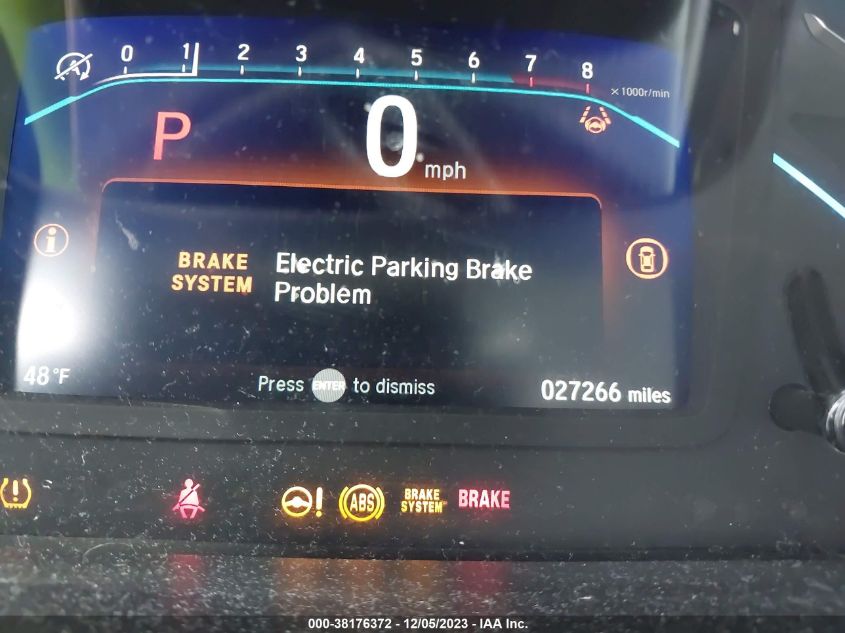 0 1 2 3 4 5 6 7 8
x1000r/min
P 0 mph
BRAKE SYSTEM
Electric Parking Brake
Problem
48°F
Press ENTER to dismiss
027266 miles
ABS
BRAKE SYSTEM
BRAKE
000-38176372 - 12/05/2023 - IAA Inc.